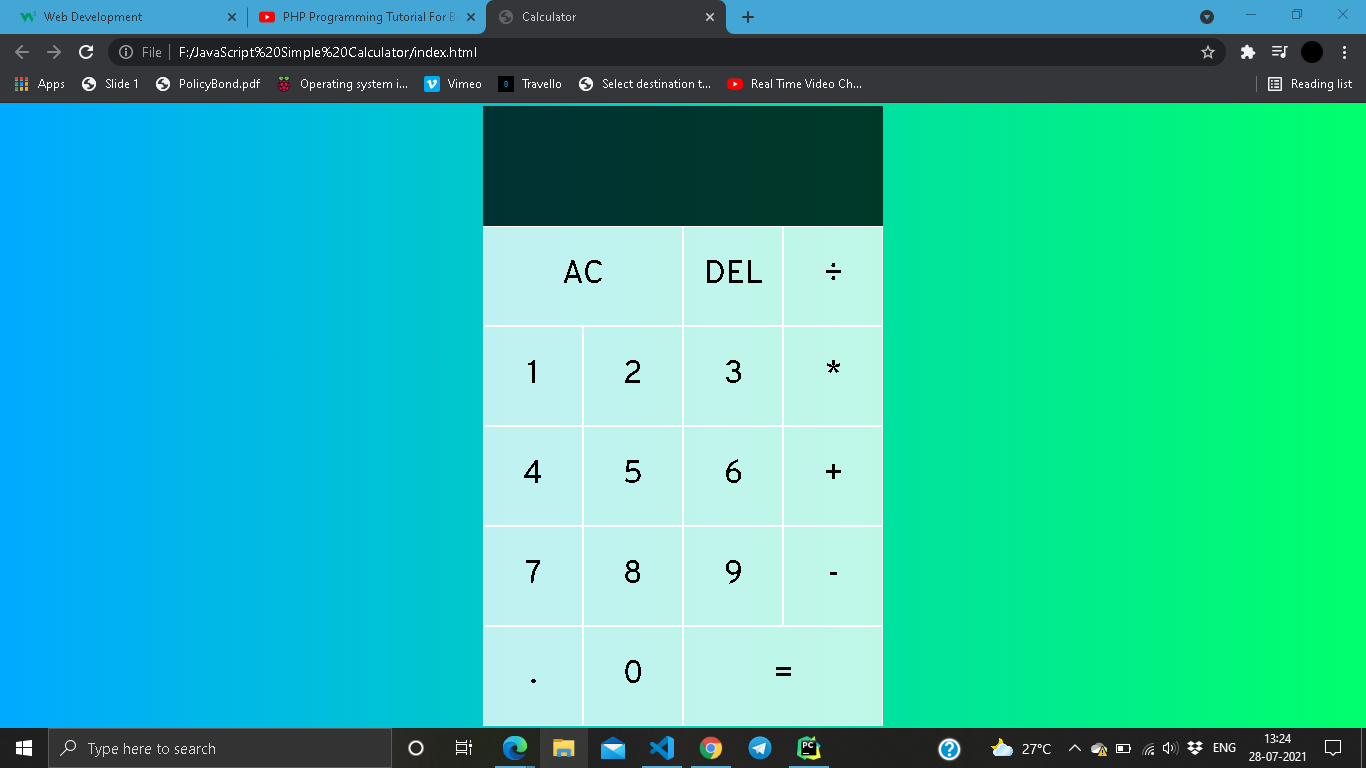 Web Development
PHP Programming Tutorial For B
Calculator
File
F:/JavaScript%20Simple%20Calculator/index.html
Apps
Slide 1
PolicyBond.pdf
Operating system i...
Vimeo
Travello
Select destination t...
Real Time Video Ch...
Reading list
AC
DEL
÷
1
2
3
*
4
5
6
+
7
8
9
-
.
0
=
Type here to search
PC
27°C
ENG
13:24
28-07-2021